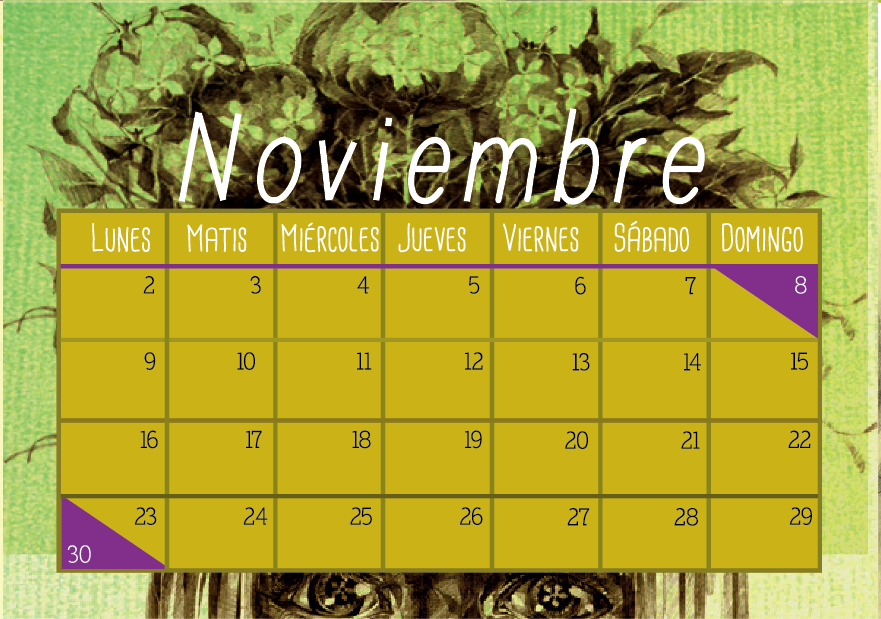 Noviembre
LUNES MATIS MIÉRCOLES JUEVES VIERNES SÁBADO DOMINGO
2 3 4 5 6 7 8
9 10 11 12 13 14 15
16 17 18 19 20 21 22
23 24 25 26 27 28 29
30